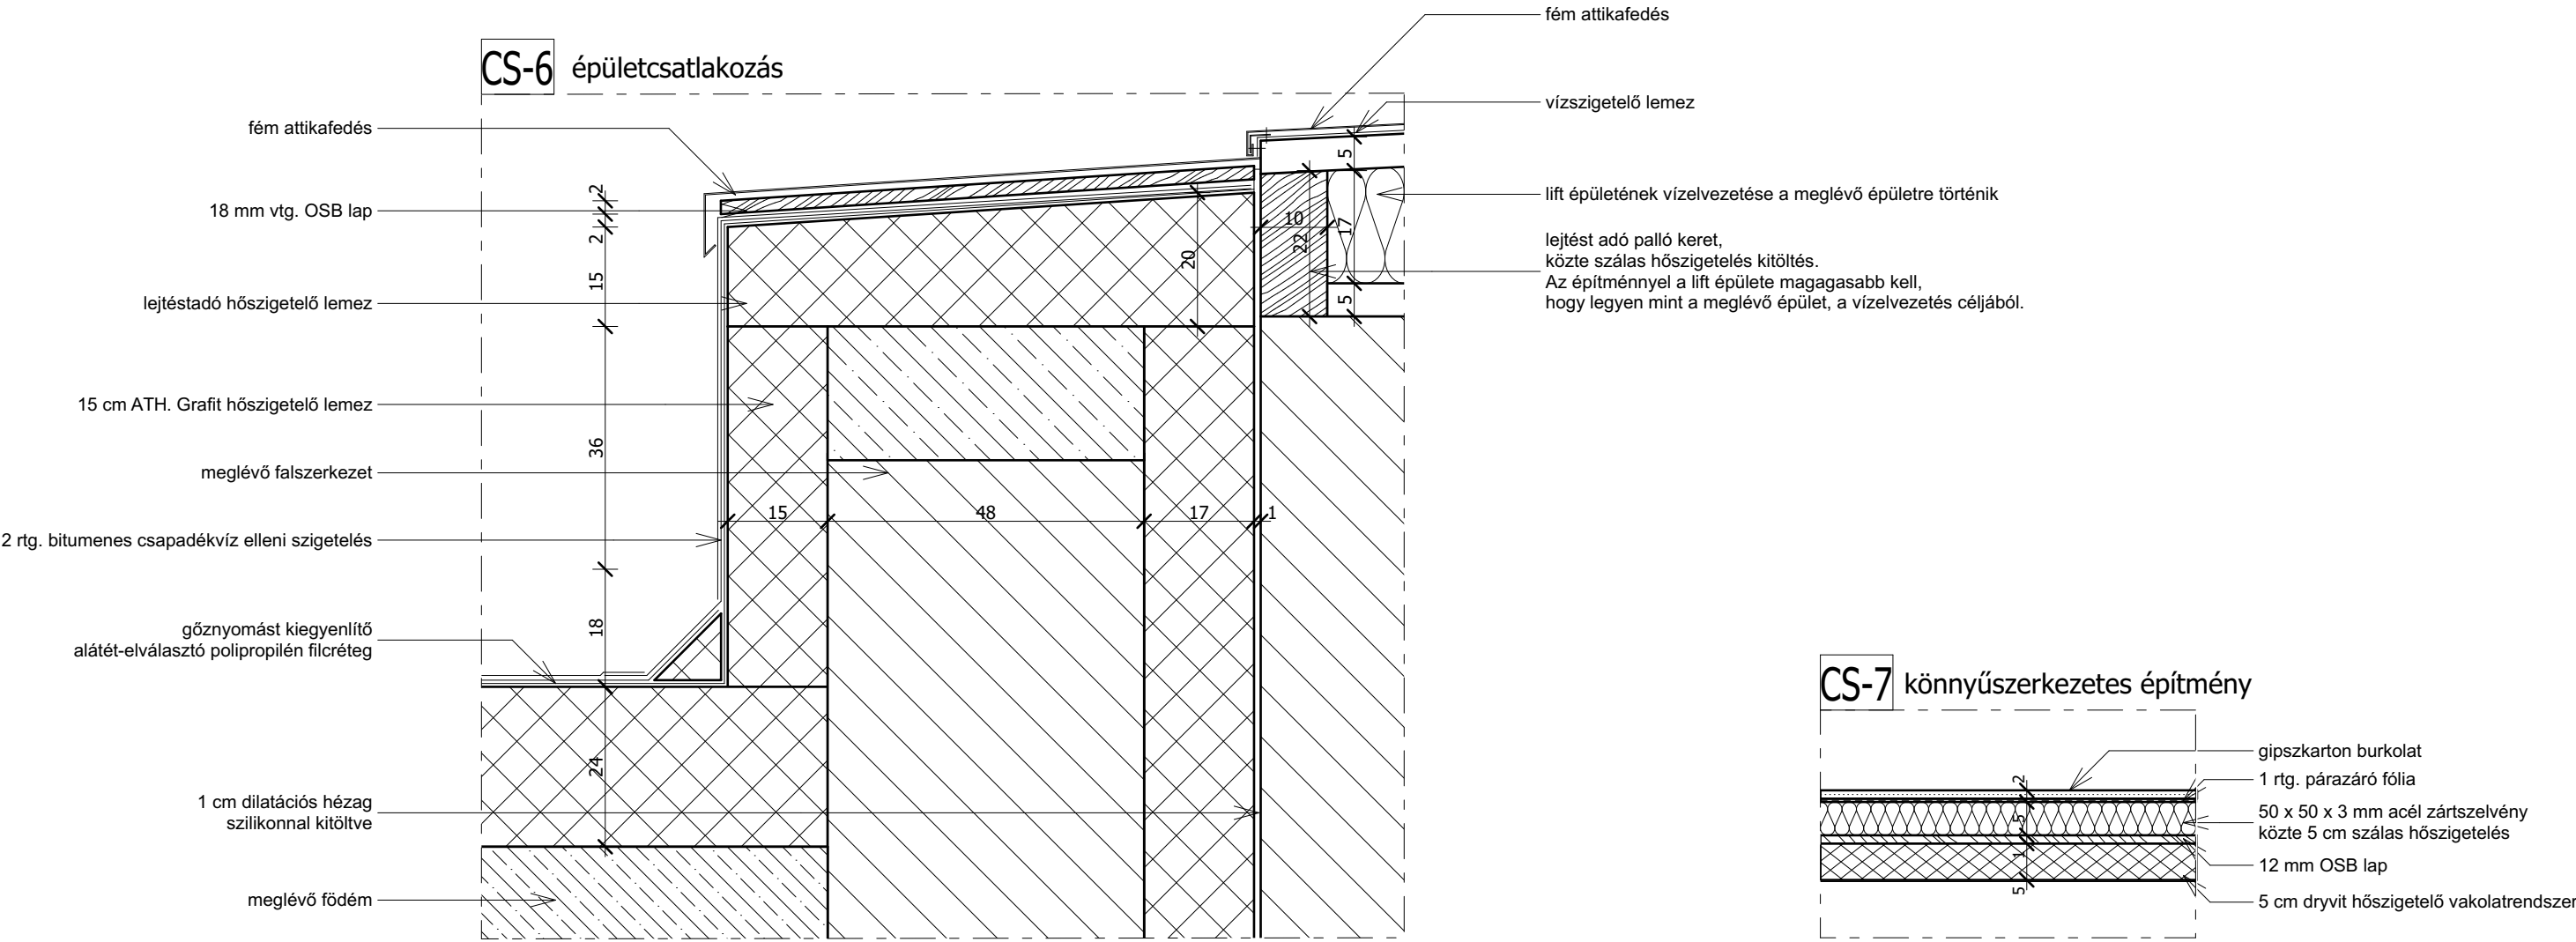 CS-6 épületcsatlakozás
fém attikafedés
18 mm vtg. OSB lap
lejtéstadó hőszigetelő lemez
15 cm ATH. Grafit hőszigetelő lemez
meglévő falszerkezet
2 rtg. bitumenes csapadékvíz elleni szigetelés
gőznyomást kiegyenlítő
alátét-elválasztó polipropilén filcréteg
1 cm dilatációs hézag
szilikonnal kitöltve
meglévő födém
2
2
15
36
18
24
20
15
48
17
1
10
22
5
17
5
fém attikafedés
vízszigetelő lemez
lift épületének vízelvezetése a meglévő épületre történik
lejtést adó palló keret,
közte szálas hőszigetelés kitöltés.
Az építménnyel a lift épülete magagasabb kell,
hogy legyen mint a meglévő épület, a vízelvezetés céljából.
CS-7 könnyűszerkezetes építmény
2
5
1
5
gipszkarton burkolat
1 rtg. párazáró fólia
50 x 50 x 3 mm acél zártszelvény
közte 5 cm szálas hőszigetelés
12 mm OSB lap
5 cm dryvit hőszigetelő vakolatrendszer